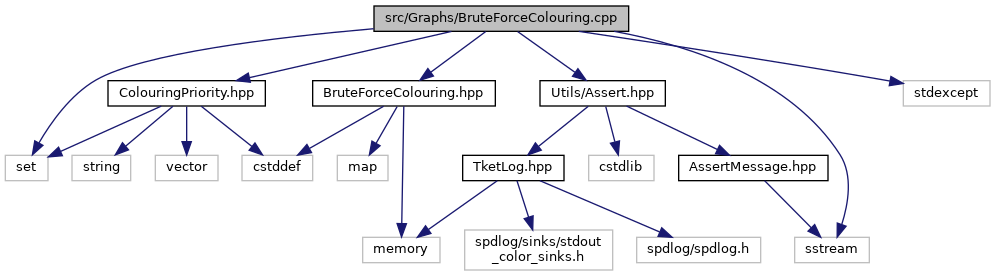 src/Graphs/BruteForceColouring.cpp
ColouringPriority.hpp
BruteForceColouring.hpp
Utils/Assert.hpp
stdexcept
set
string
vector
cstddef
map
TketLog.hpp
cstdlib
AssertMessage.hpp
memory
spdlog/sinks/stdout
_color_sinks.h
spdlog/spdlog.h
sstream